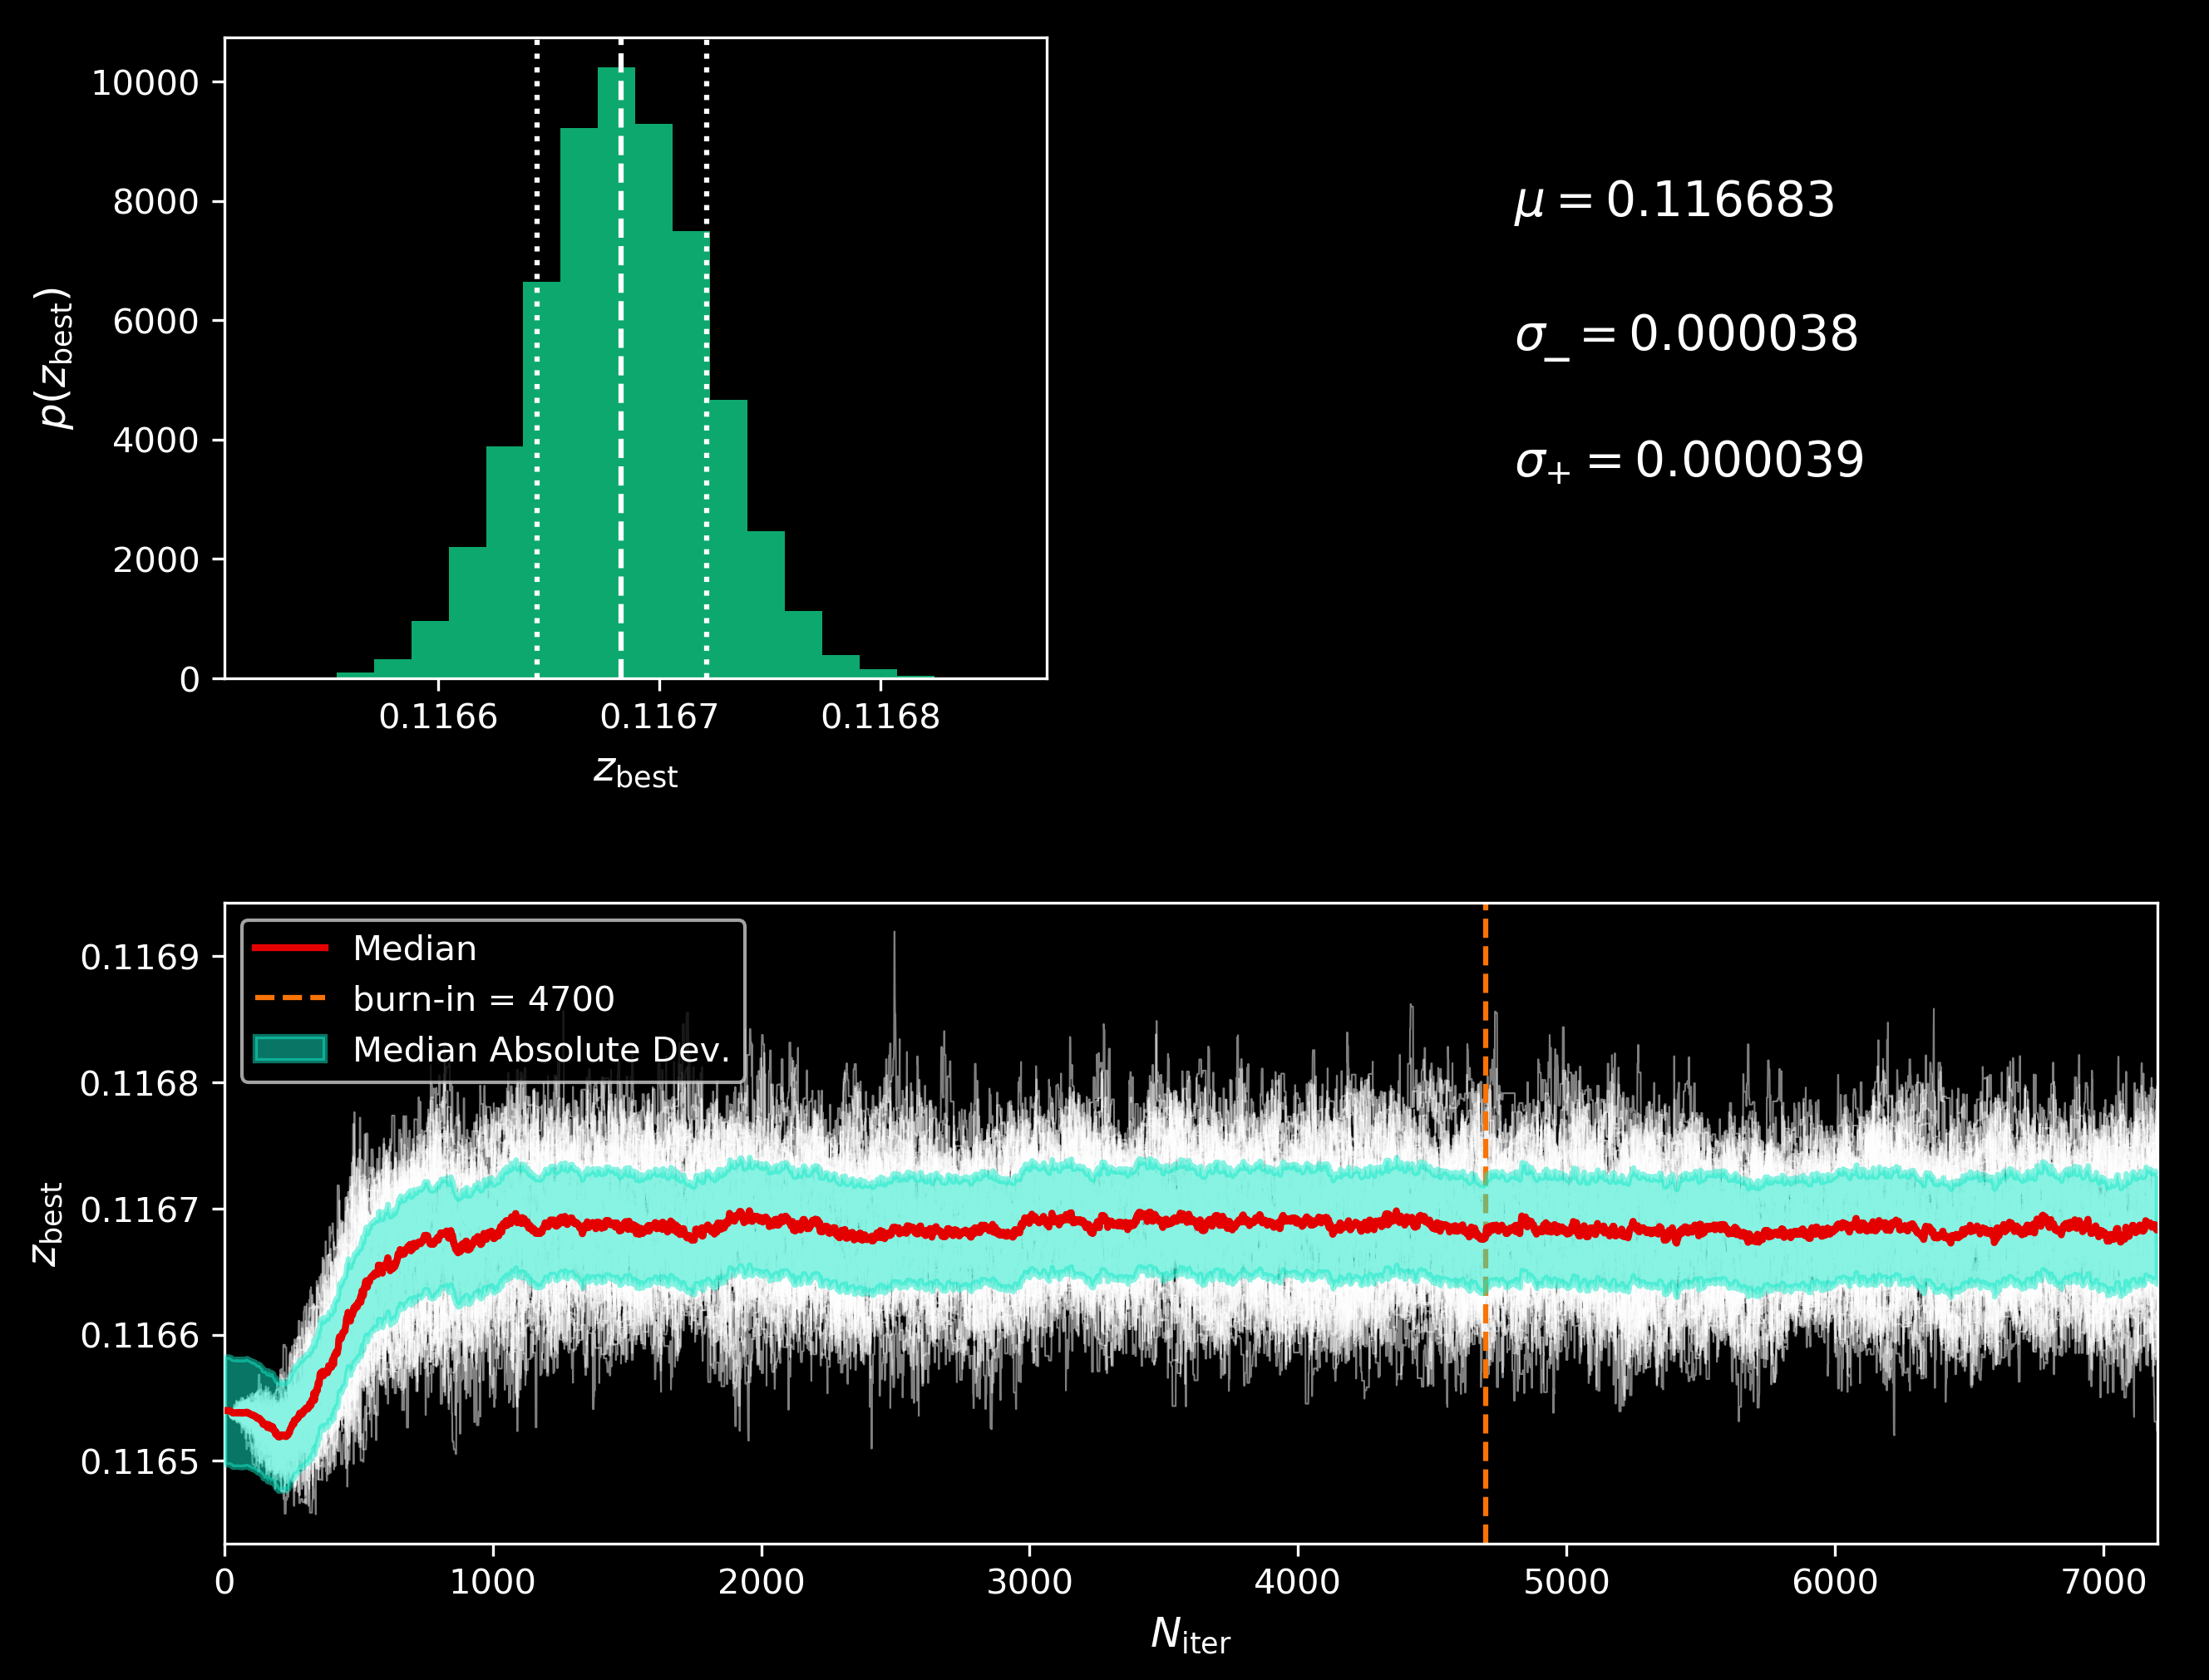 10000
8000
6000
4000
2000
0
p(z_best)
0.1166 0.1167 0.1168
z_best
μ = 0.116683
σ_− = 0.000038
σ_+ = 0.000039
Median
burn-in = 4700
Median Absolute Dev.
0.1169
0.1168
0.1167
0.1166
0.1165
z_best
0 1000 2000 3000 4000 5000 6000 7000
N_iter